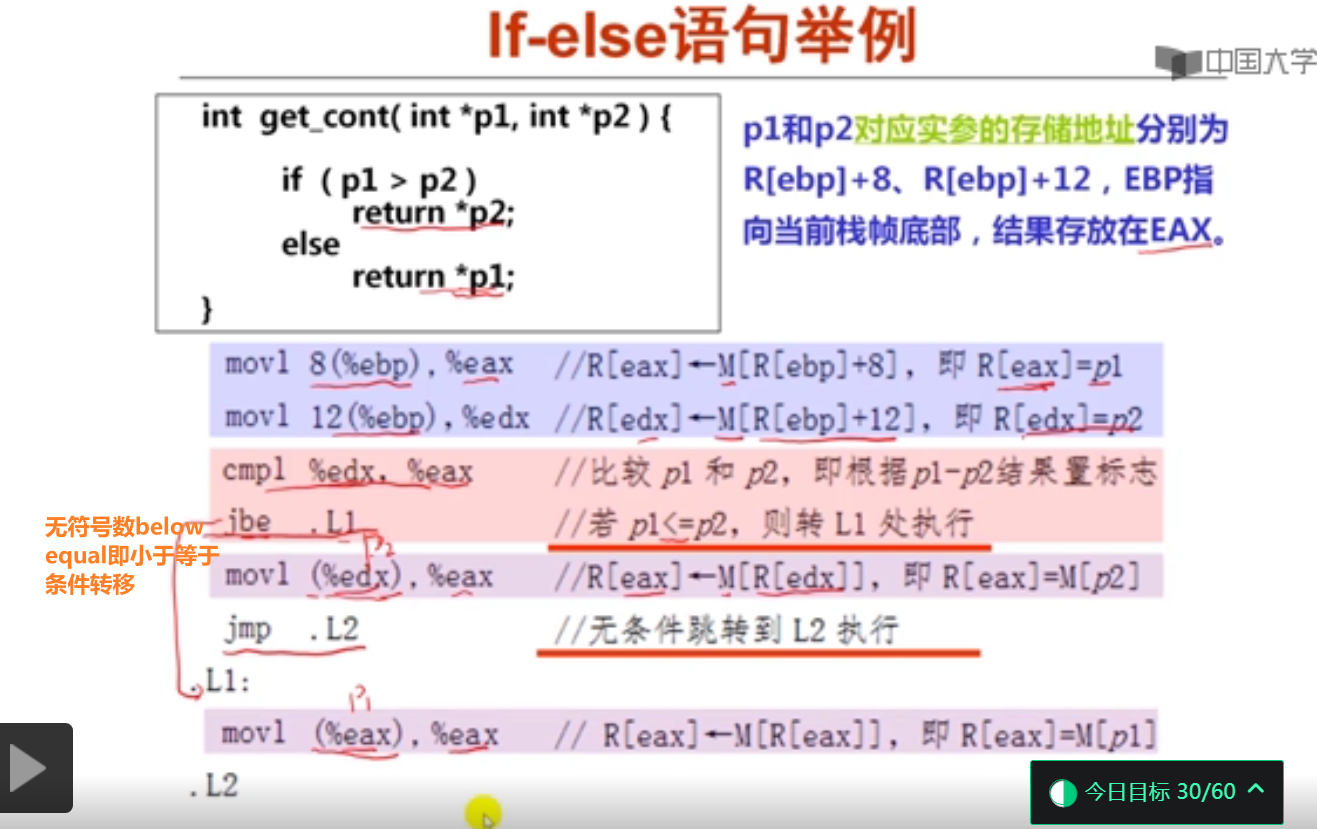 If-else语句举例
中国大学
int get_cont( int *p1, int *p2 ) {
if ( p1 > p2 )
return *p2;
else
return *p1;
}
p1和p2对应实参的存储地址分别为
R[ebp]+8、R[ebp]+12，EBP指
向当前栈帧底部，结果存放在EAX。
movl 8(%ebp), %eax //R[eax]←M[R[ebp]+8]，即 R[eax]=p1
movl 12(%ebp), %edx //R[edx]←M[R[ebp]+12]，即 R[edx]=p2
cmpl %edx, %eax //比较 p1 和 p2，即根据p1-p2结果置标志
无符号数below
equal即小于等于
条件转移
jbe .L1 //若 p1<=p2，则转 L1 处执行
P2
movl (%edx), %eax //R[eax]←M[R[edx]]，即 R[eax]=M[p2]
jmp .L2 //无条件跳转到 L2 执行
.L1:
P1
movl (%eax), %eax // R[eax]←M[R[eax]]，即 R[eax]=M[p1]
.L2
今日目标 30/60